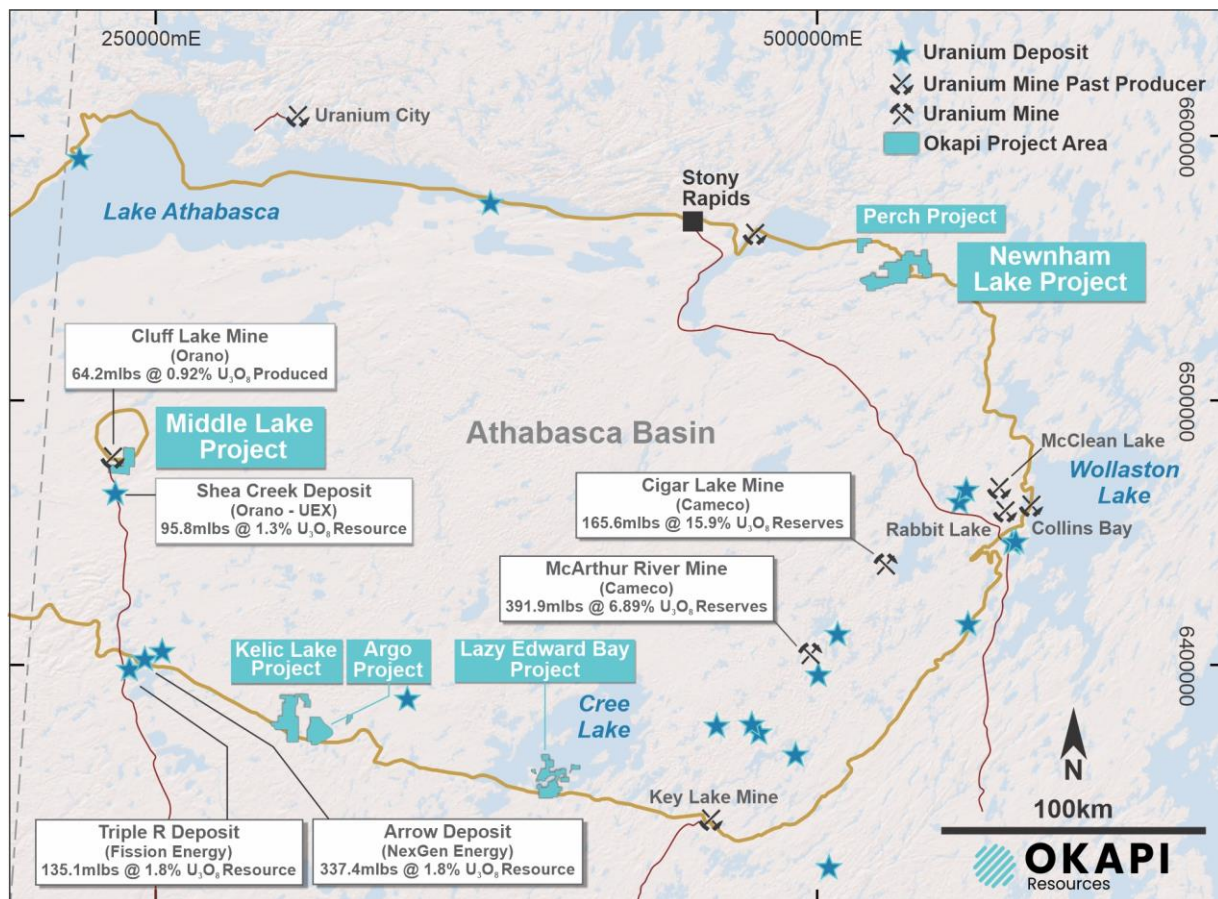 250000mE
500000mE
Uranium Deposit
Uranium Mine Past Producer
Uranium Mine
Okapi Project Area
6600000
6500000
6400000
Uranium City
Lake Athabasca
Stony
Rapids
Perch Project
Newnham
Lake Project
Cluff Lake Mine
(Orano)
64.2mlbs @ 0.92% U₃O₈ Produced
Middle Lake
Project
Athabasca Basin
Shea Creek Deposit
(Orano - UEX)
95.8mlbs @ 1.3% U₃O₈ Resource
McClean Lake
Wollaston
Lake
Cigar Lake Mine
(Cameco)
165.6mlbs @ 15.9% U₃O₈ Reserves
Rabbit Lake
Collins Bay
McArthur River Mine
(Cameco)
391.9mlbs @ 6.89% U₃O₈ Reserves
Kelic Lake
Project
Argo
Project
Lazy Edward Bay
Project
Cree
Lake
Key Lake Mine
Triple R Deposit
(Fission Energy)
135.1mlbs @ 1.8% U₃O₈ Resource
Arrow Deposit
(NexGen Energy)
337.4mlbs @ 1.8% U₃O₈ Resource
N
100km
OKAPI
Resources